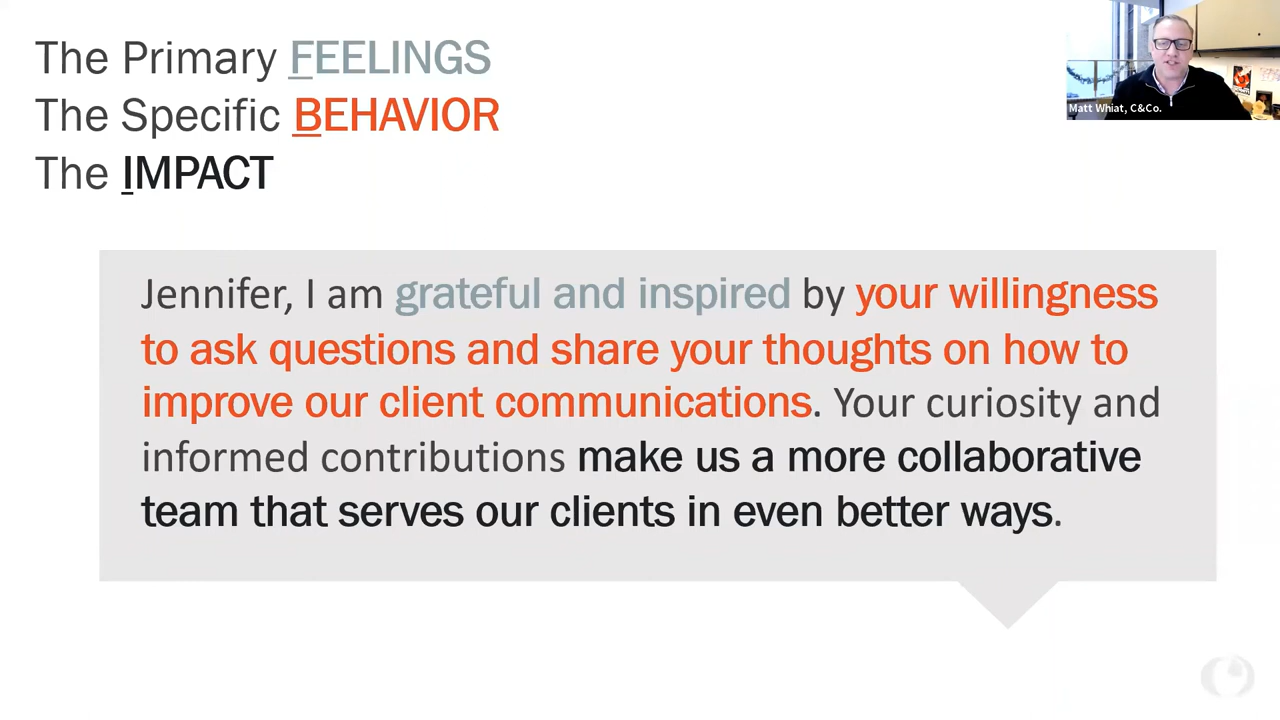 The Primary FEELINGS
The Specific BEHAVIOR
The IMPACT
Matt Whiat, C&Co.
Jennifer, I am grateful and inspired by your willingness
to ask questions and share your thoughts on how to
improve our client communications. Your curiosity and
informed contributions make us a more collaborative
team that serves our clients in even better ways.